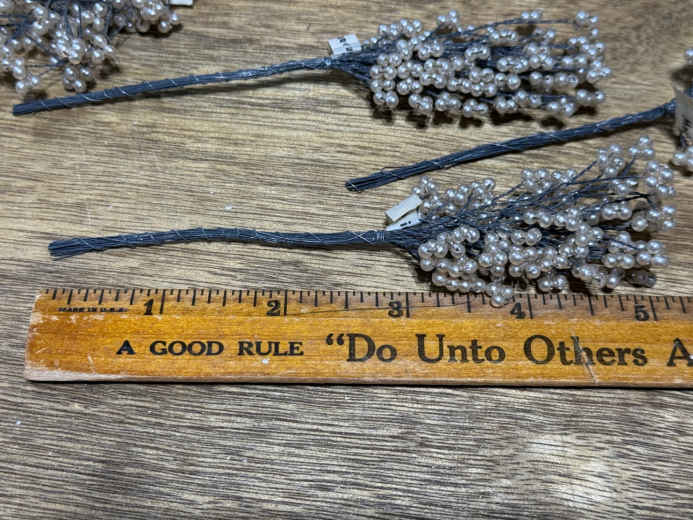 1 2 3 4 5
MADE IN U.S.A.
A GOOD RULE "Do Unto Others A